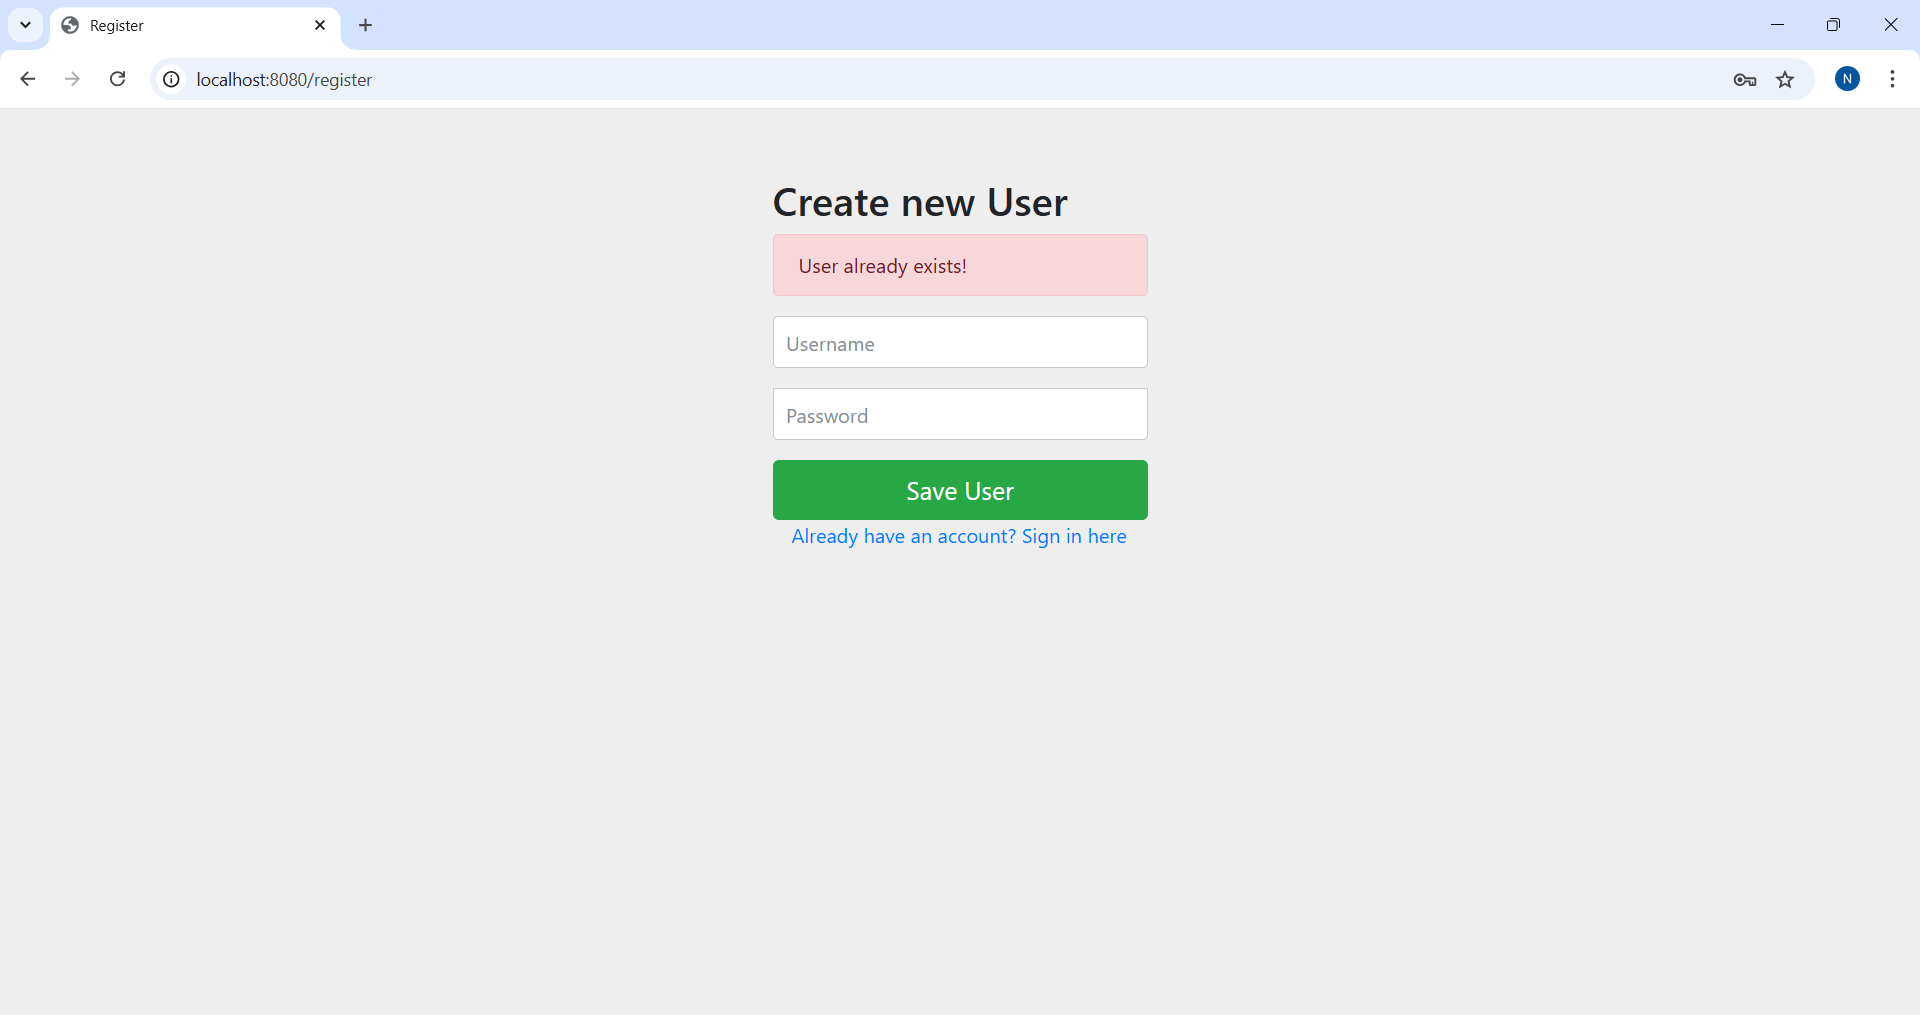 Register
localhost:8080/register
N
Create new User
User already exists!
Username
Password
Save User
Already have an account? Sign in here